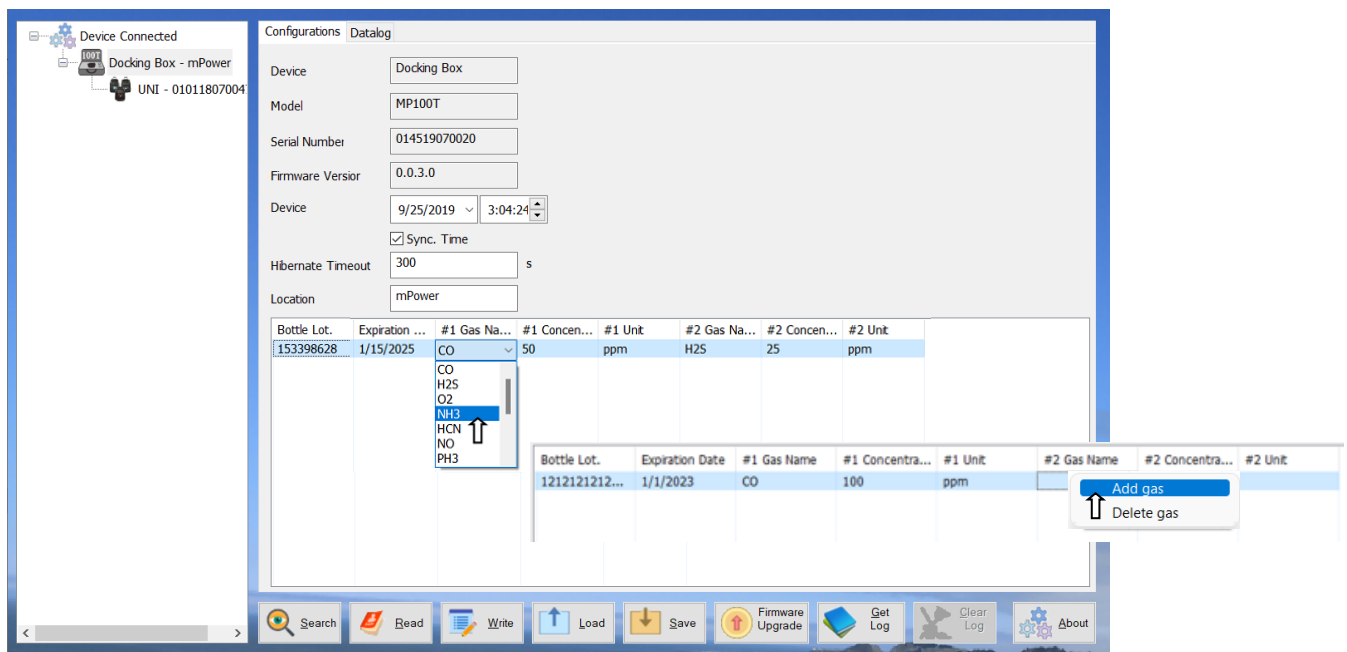 Device Connected
100T
Docking Box - mPower
UNI - 01011807004
Configurations Datalog
Device Docking Box
Model MP100T
Serial Number 014519070020
Firmware Version 0.0.3.0
Device 9/25/2019 3:04:24
Sync. Time
Hibernate Timeout 300 s
Location mPower
Bottle Lot. Expiration ... #1 Gas Na... #1 Concen... #1 Unit #2 Gas Na... #2 Concen... #2 Unit
153398628 1/15/2025 CO 50 ppm H2S 25 ppm
CO
H2S
O2
NH3
HCN
NO
PH3
Bottle Lot. Expiration Date #1 Gas Name #1 Concentra... #1 Unit #2 Gas Name #2 Concentra... #2 Unit
1212121212... 1/1/2023 CO 100 ppm
Add gas
Delete gas
Search Read Write Load Save Firmware Upgrade Get Log Clear Log About